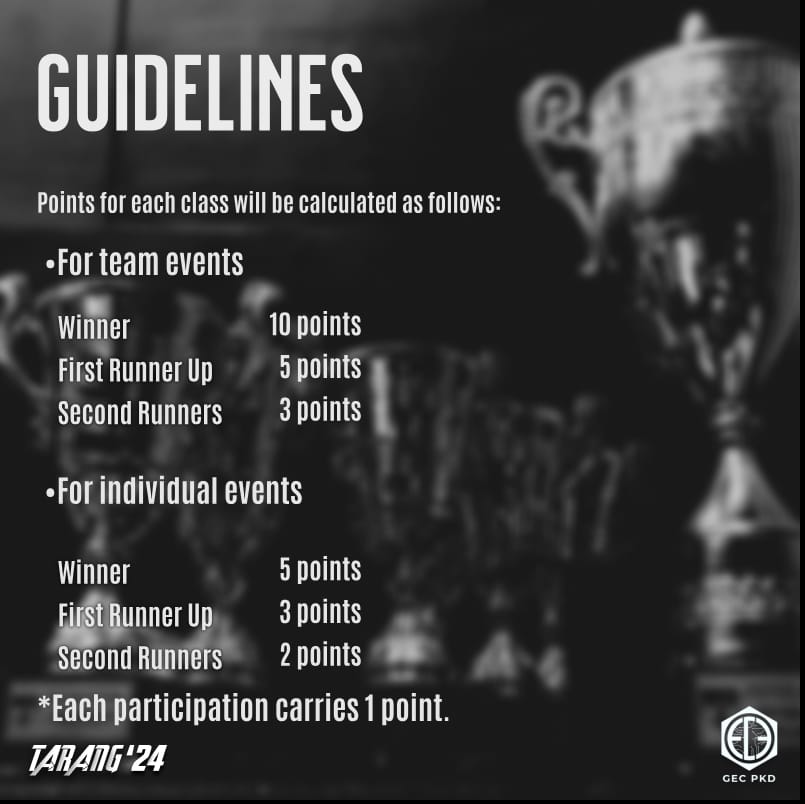 GUIDELINES
Points for each class will be calculated as follows:
•For team events
Winner 10 points
First Runner Up 5 points
Second Runners 3 points
•For individual events
Winner 5 points
First Runner Up 3 points
Second Runners 2 points
*Each participation carries 1 point.
TARANG'24
ECE
GEC PKD